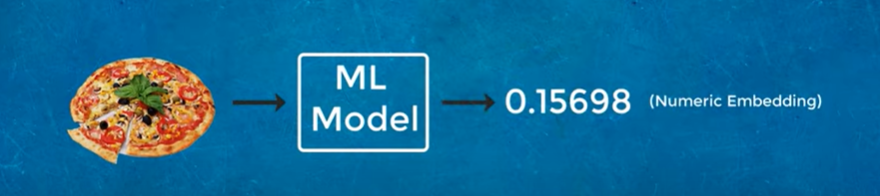 ML
Model
0.15698
(Numeric Embedding)